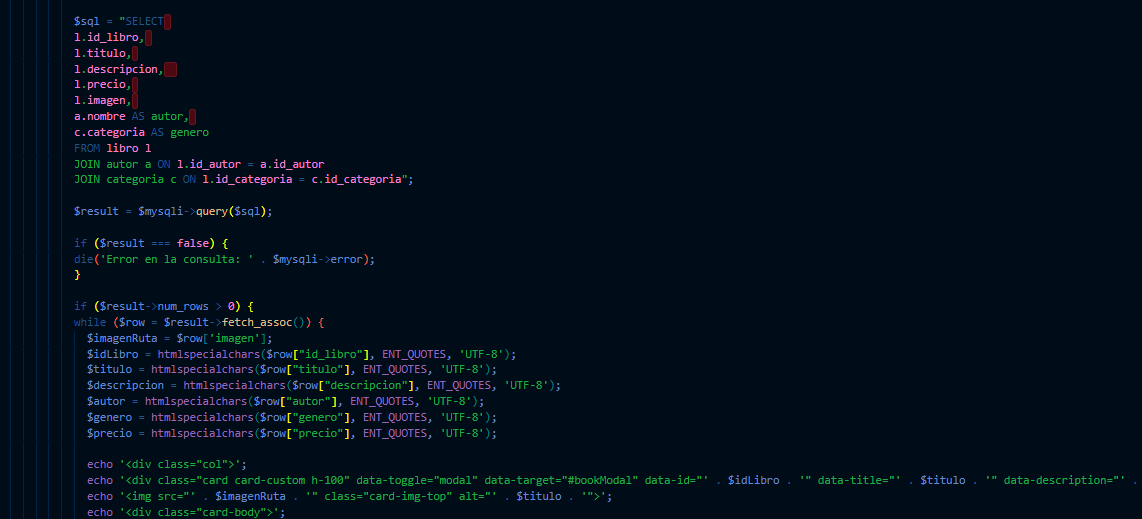 $sql = "SELECT
l.id_libro,
l.titulo,
l.descripcion,
l.precio,
l.imagen,
a.nombre AS autor,
c.categoria AS genero
FROM libro l
JOIN autor a ON l.id_autor = a.id_autor
JOIN categoria c ON l.id_categoria = c.id_categoria";
$result = $mysqli->query($sql);
if ($result === false) {
die('Error en la consulta: ' . $mysqli->error);
}
if ($result->num_rows > 0) {
while ($row = $result->fetch_assoc()) {
$imagenRuta = $row['imagen'];
$idLibro = htmlspecialchars($row["id_libro"], ENT_QUOTES, 'UTF-8');
$titulo = htmlspecialchars($row["titulo"], ENT_QUOTES, 'UTF-8');
$descripcion = htmlspecialchars($row["descripcion"], ENT_QUOTES, 'UTF-8');
$autor = htmlspecialchars($row["autor"], ENT_QUOTES, 'UTF-8');
$genero = htmlspecialchars($row["genero"], ENT_QUOTES, 'UTF-8');
$precio = htmlspecialchars($row["precio"], ENT_QUOTES, 'UTF-8');
echo '<div class="col">';
echo '<div class="card card-custom h-100" data-toggle="modal" data-target="#bookModal" data-id="' . $idLibro . '" data-title="' . $titulo . '" data-description="' .
echo '<img src="' . $imagenRuta . '" class="card-img-top" alt="' . $titulo . '">';
echo '<div class="card-body">';